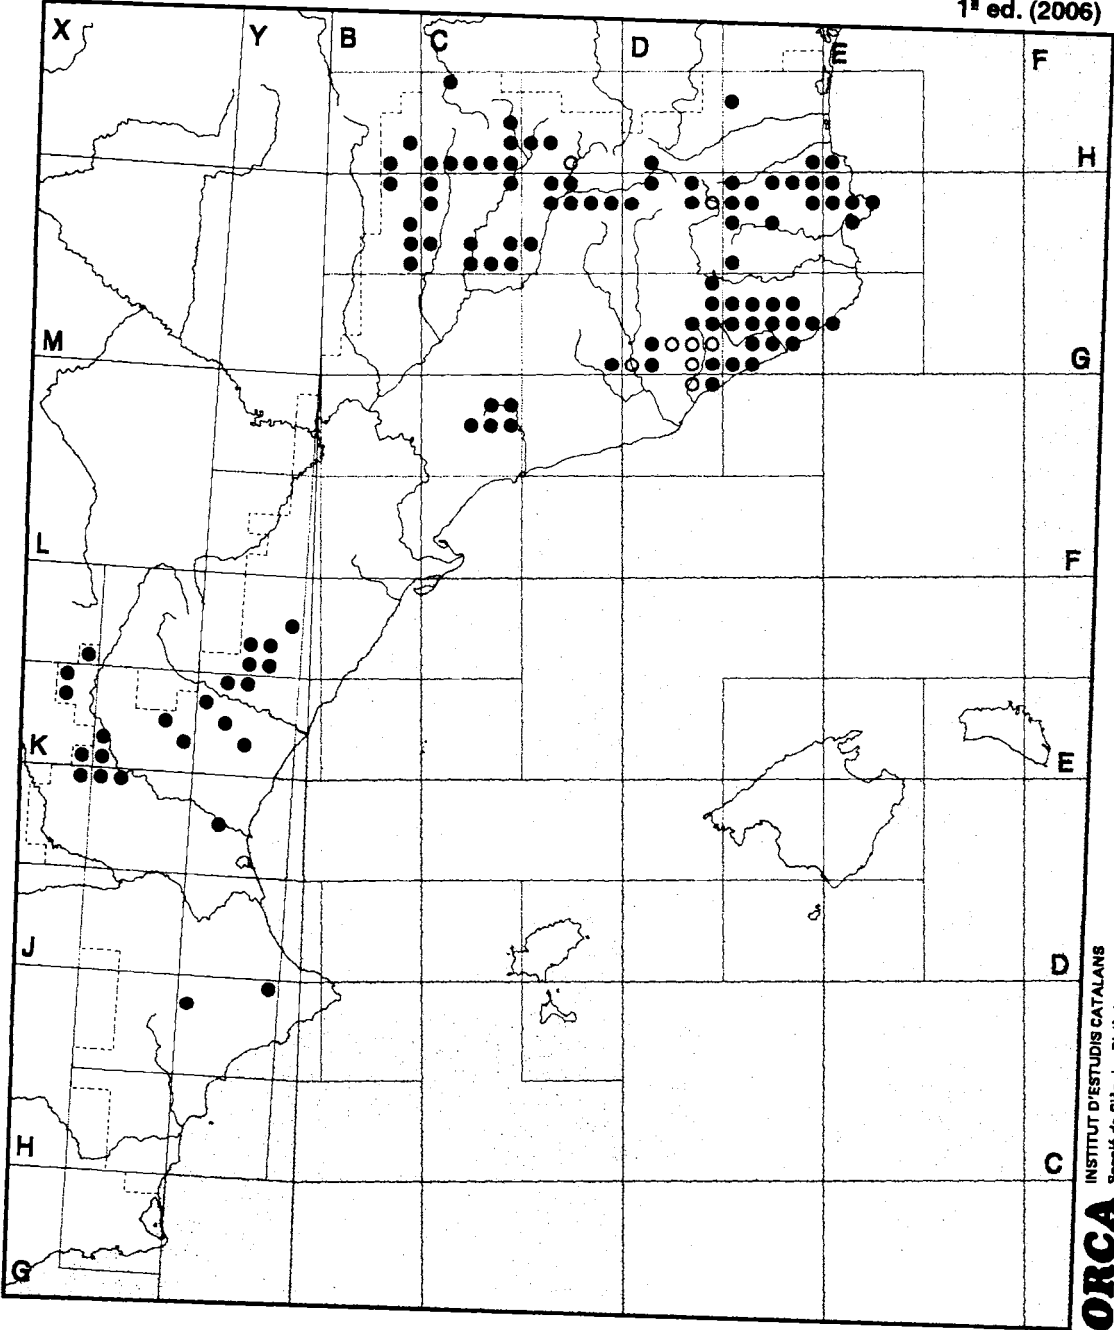 1ª ed. (2006)
X Y B C D E F
H
M G
L F
K E
J D
H C
G
ORCA INSTITUT D'ESTUDIS CATALANS